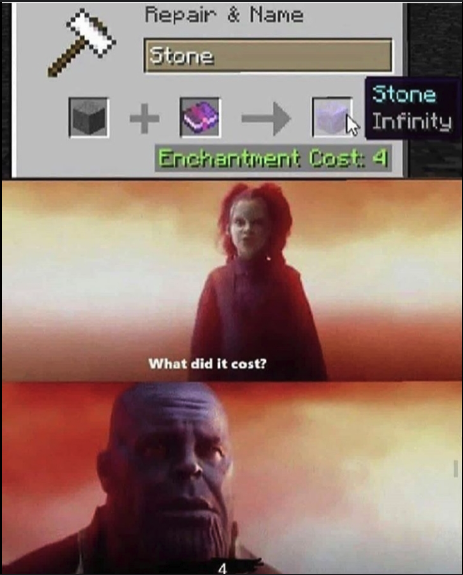 Repair & Name
Stone
Stone
Infinity
Enchantment Cost: 4
What did it cost?
4